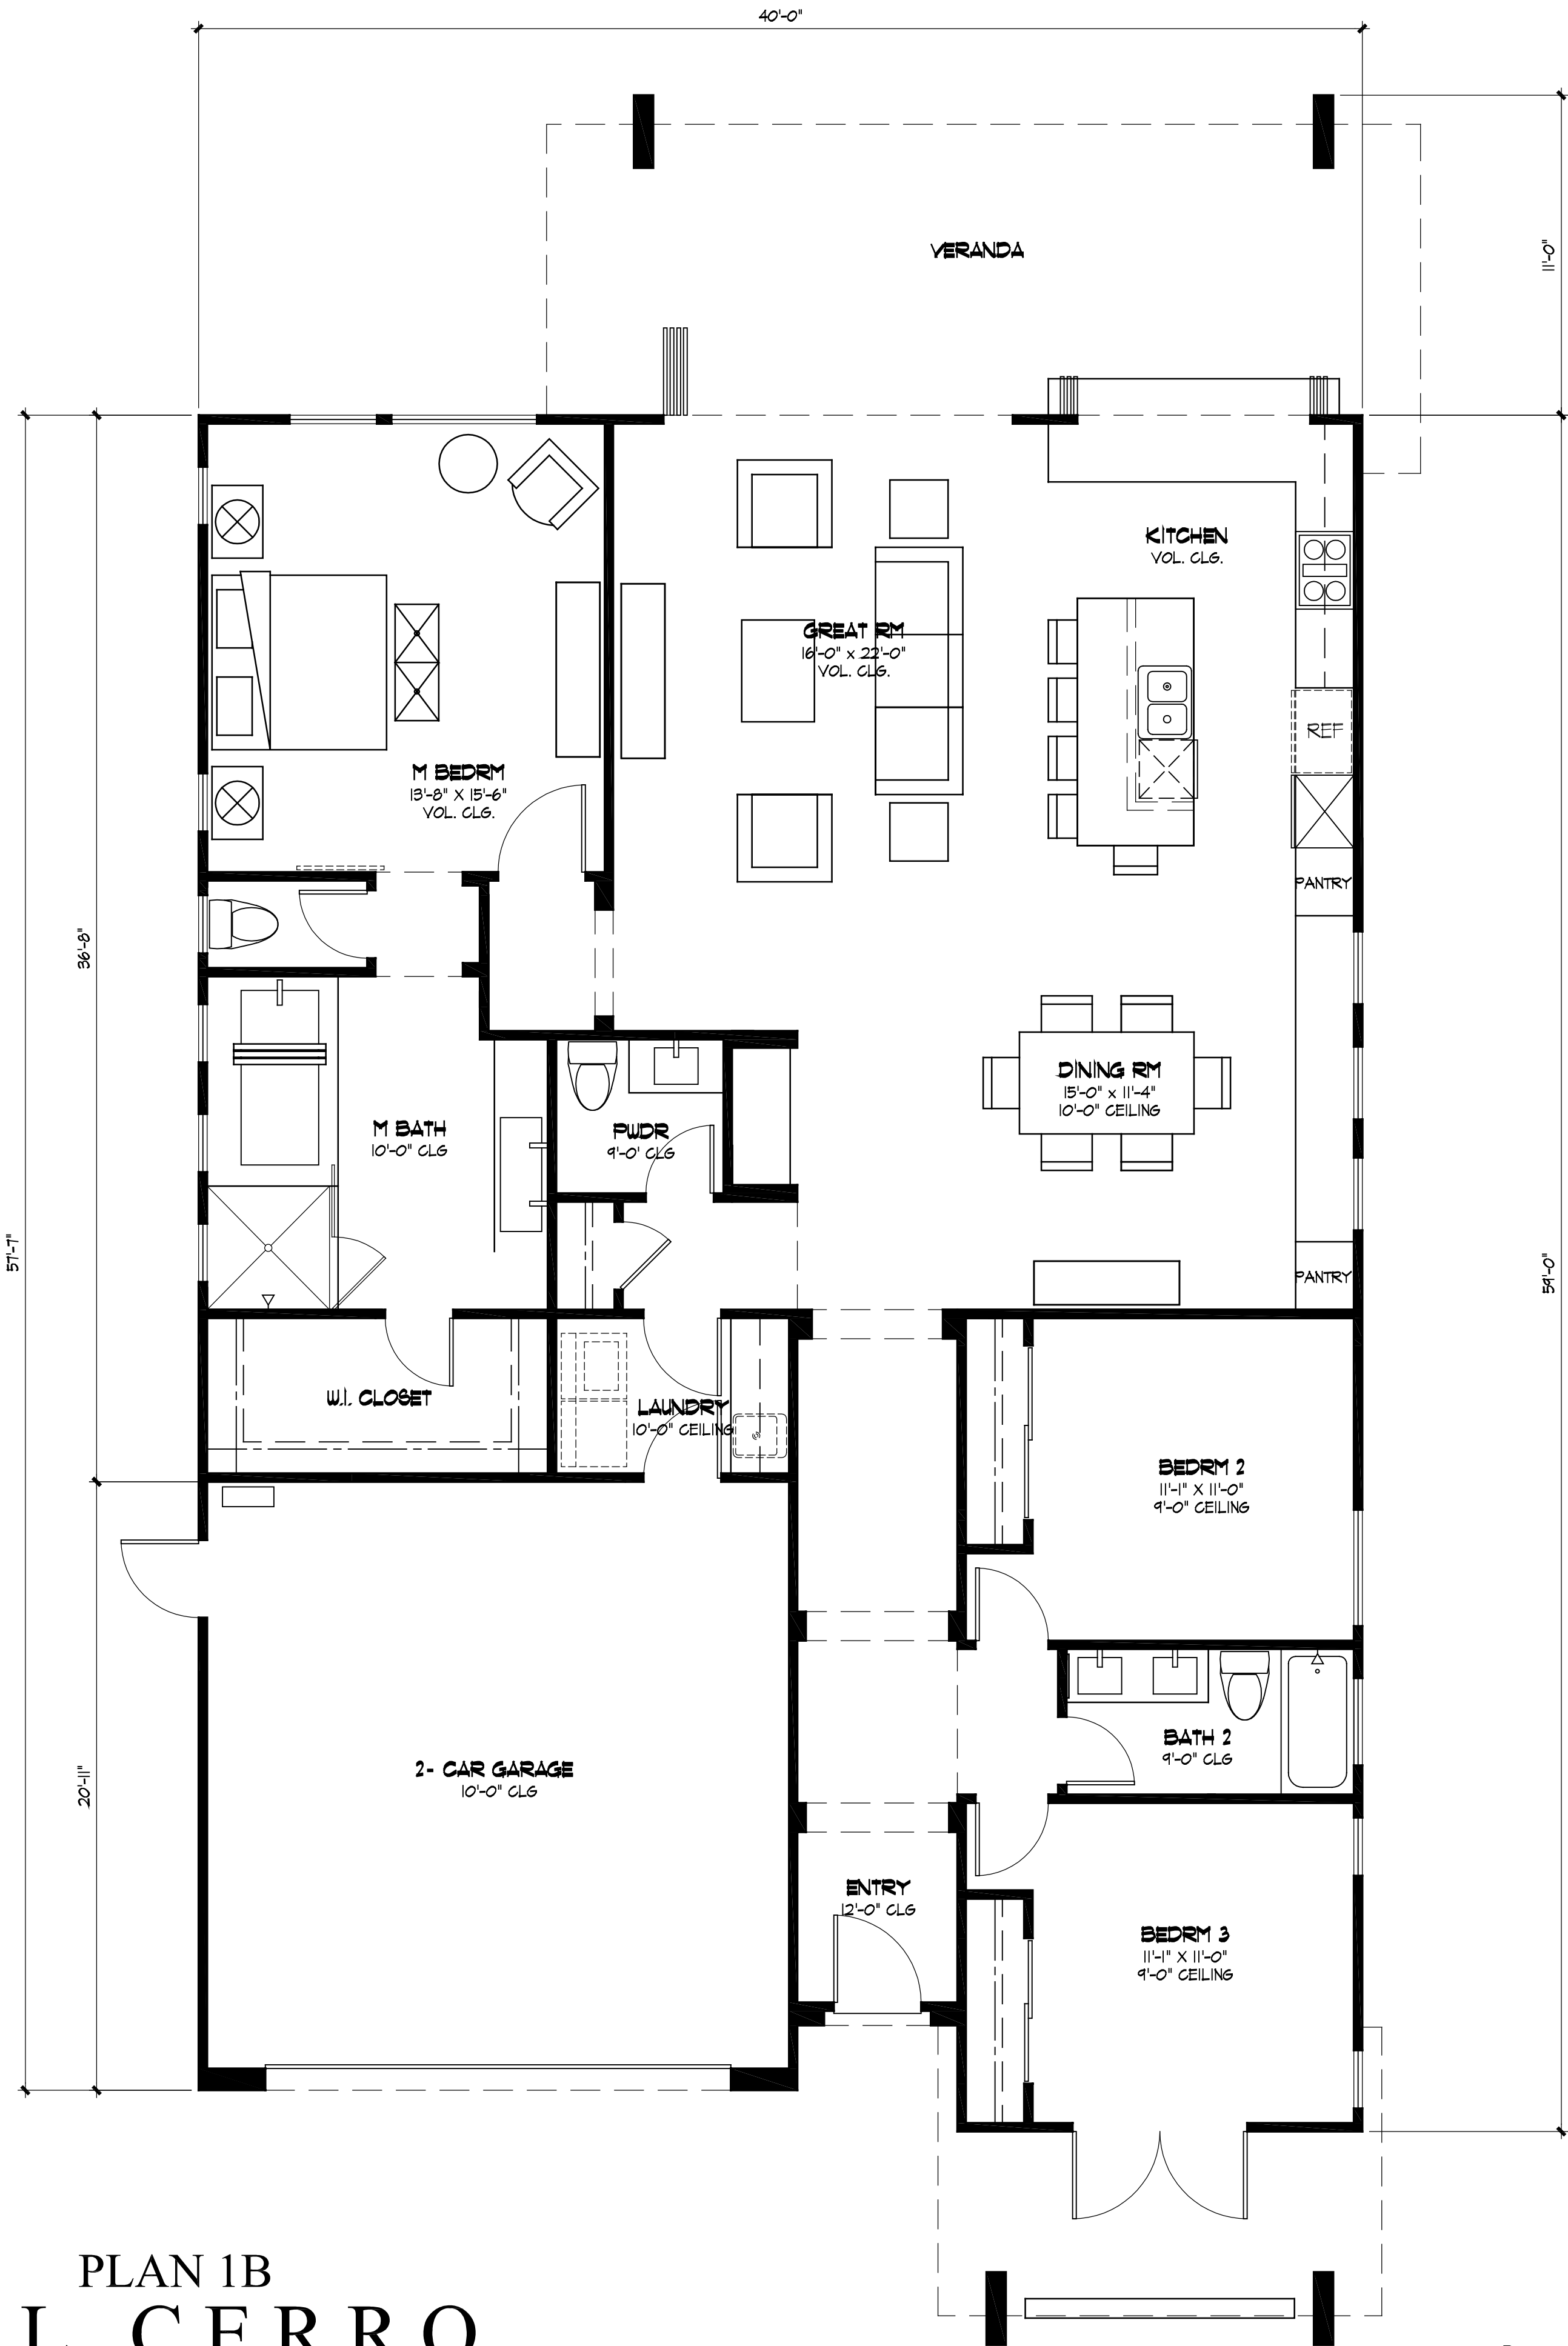 40'-0"
VERANDA
11'-0"
KITCHEN
VOL. CLG.
GREAT RM
16'-0" x 22'-0"
VOL. CLG.
REF
M BEDRM
13'-8" X 15'-6"
VOL. CLG.
PANTRY
36'-8"
DINING RM
15'-0" x 11'-4"
10'-0" CEILING
M BATH
10'-0" CLG
PWDR
9'-0' CLG
57'-7"
59'-0"
PANTRY
W.I. CLOSET
LAUNDRY
10'-0" CEILING
BEDRM 2
11'-1" X 11'-0"
9'-0" CEILING
BATH 2
9'-0" CLG
2- CAR GARAGE
10'-0" CLG
20'-11"
ENTRY
12'-0" CLG
BEDRM 3
11'-1" X 11'-0"
9'-0" CEILING
PLAN 1B
L CERRO